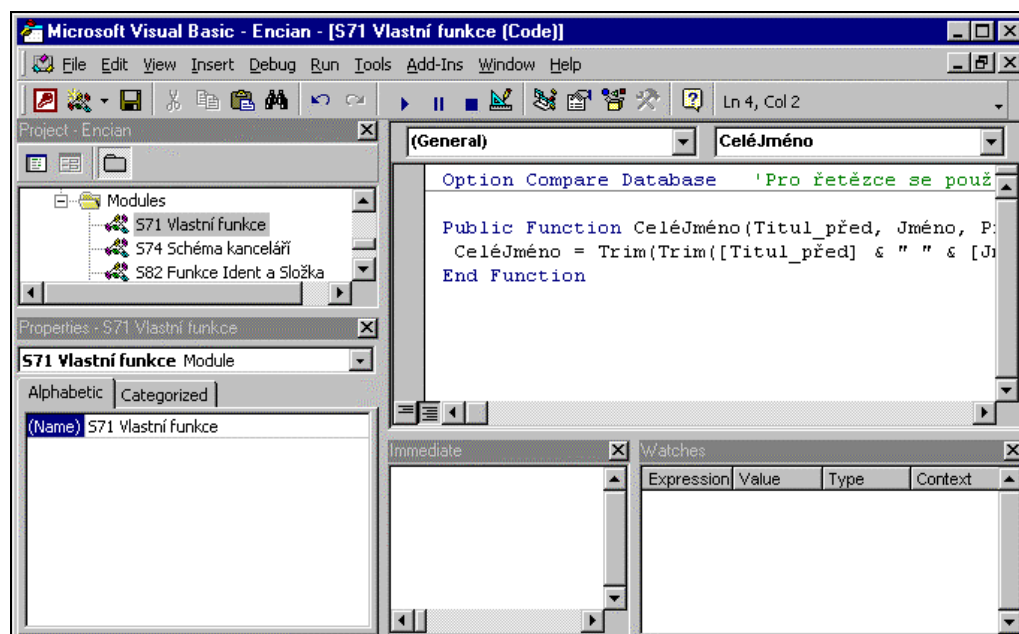 Microsoft Visual Basic - Encian - [S71 Vlastní funkce (Code)]
File Edit View Insert Debug Run Tools Add-Ins Window Help
Ln 4, Col 2
Project - Encian
Modules
S71 Vlastní funkce
S74 Schéma kanceláří
S82 Funkce Ident a Složka
Properties - S71 Vlastní funkce
S71 Vlastní funkce Module
Alphabetic Categorized
(Name) S71 Vlastní funkce
(General) CeléJméno
Option Compare Database 'Pro řetězce se použ
Public Function CeléJméno(Titul_před, Jméno, P
CeléJméno = Trim(Trim([Titul_před] & " " & [J
End Function
Immediate
Watches
Expression Value Type Context